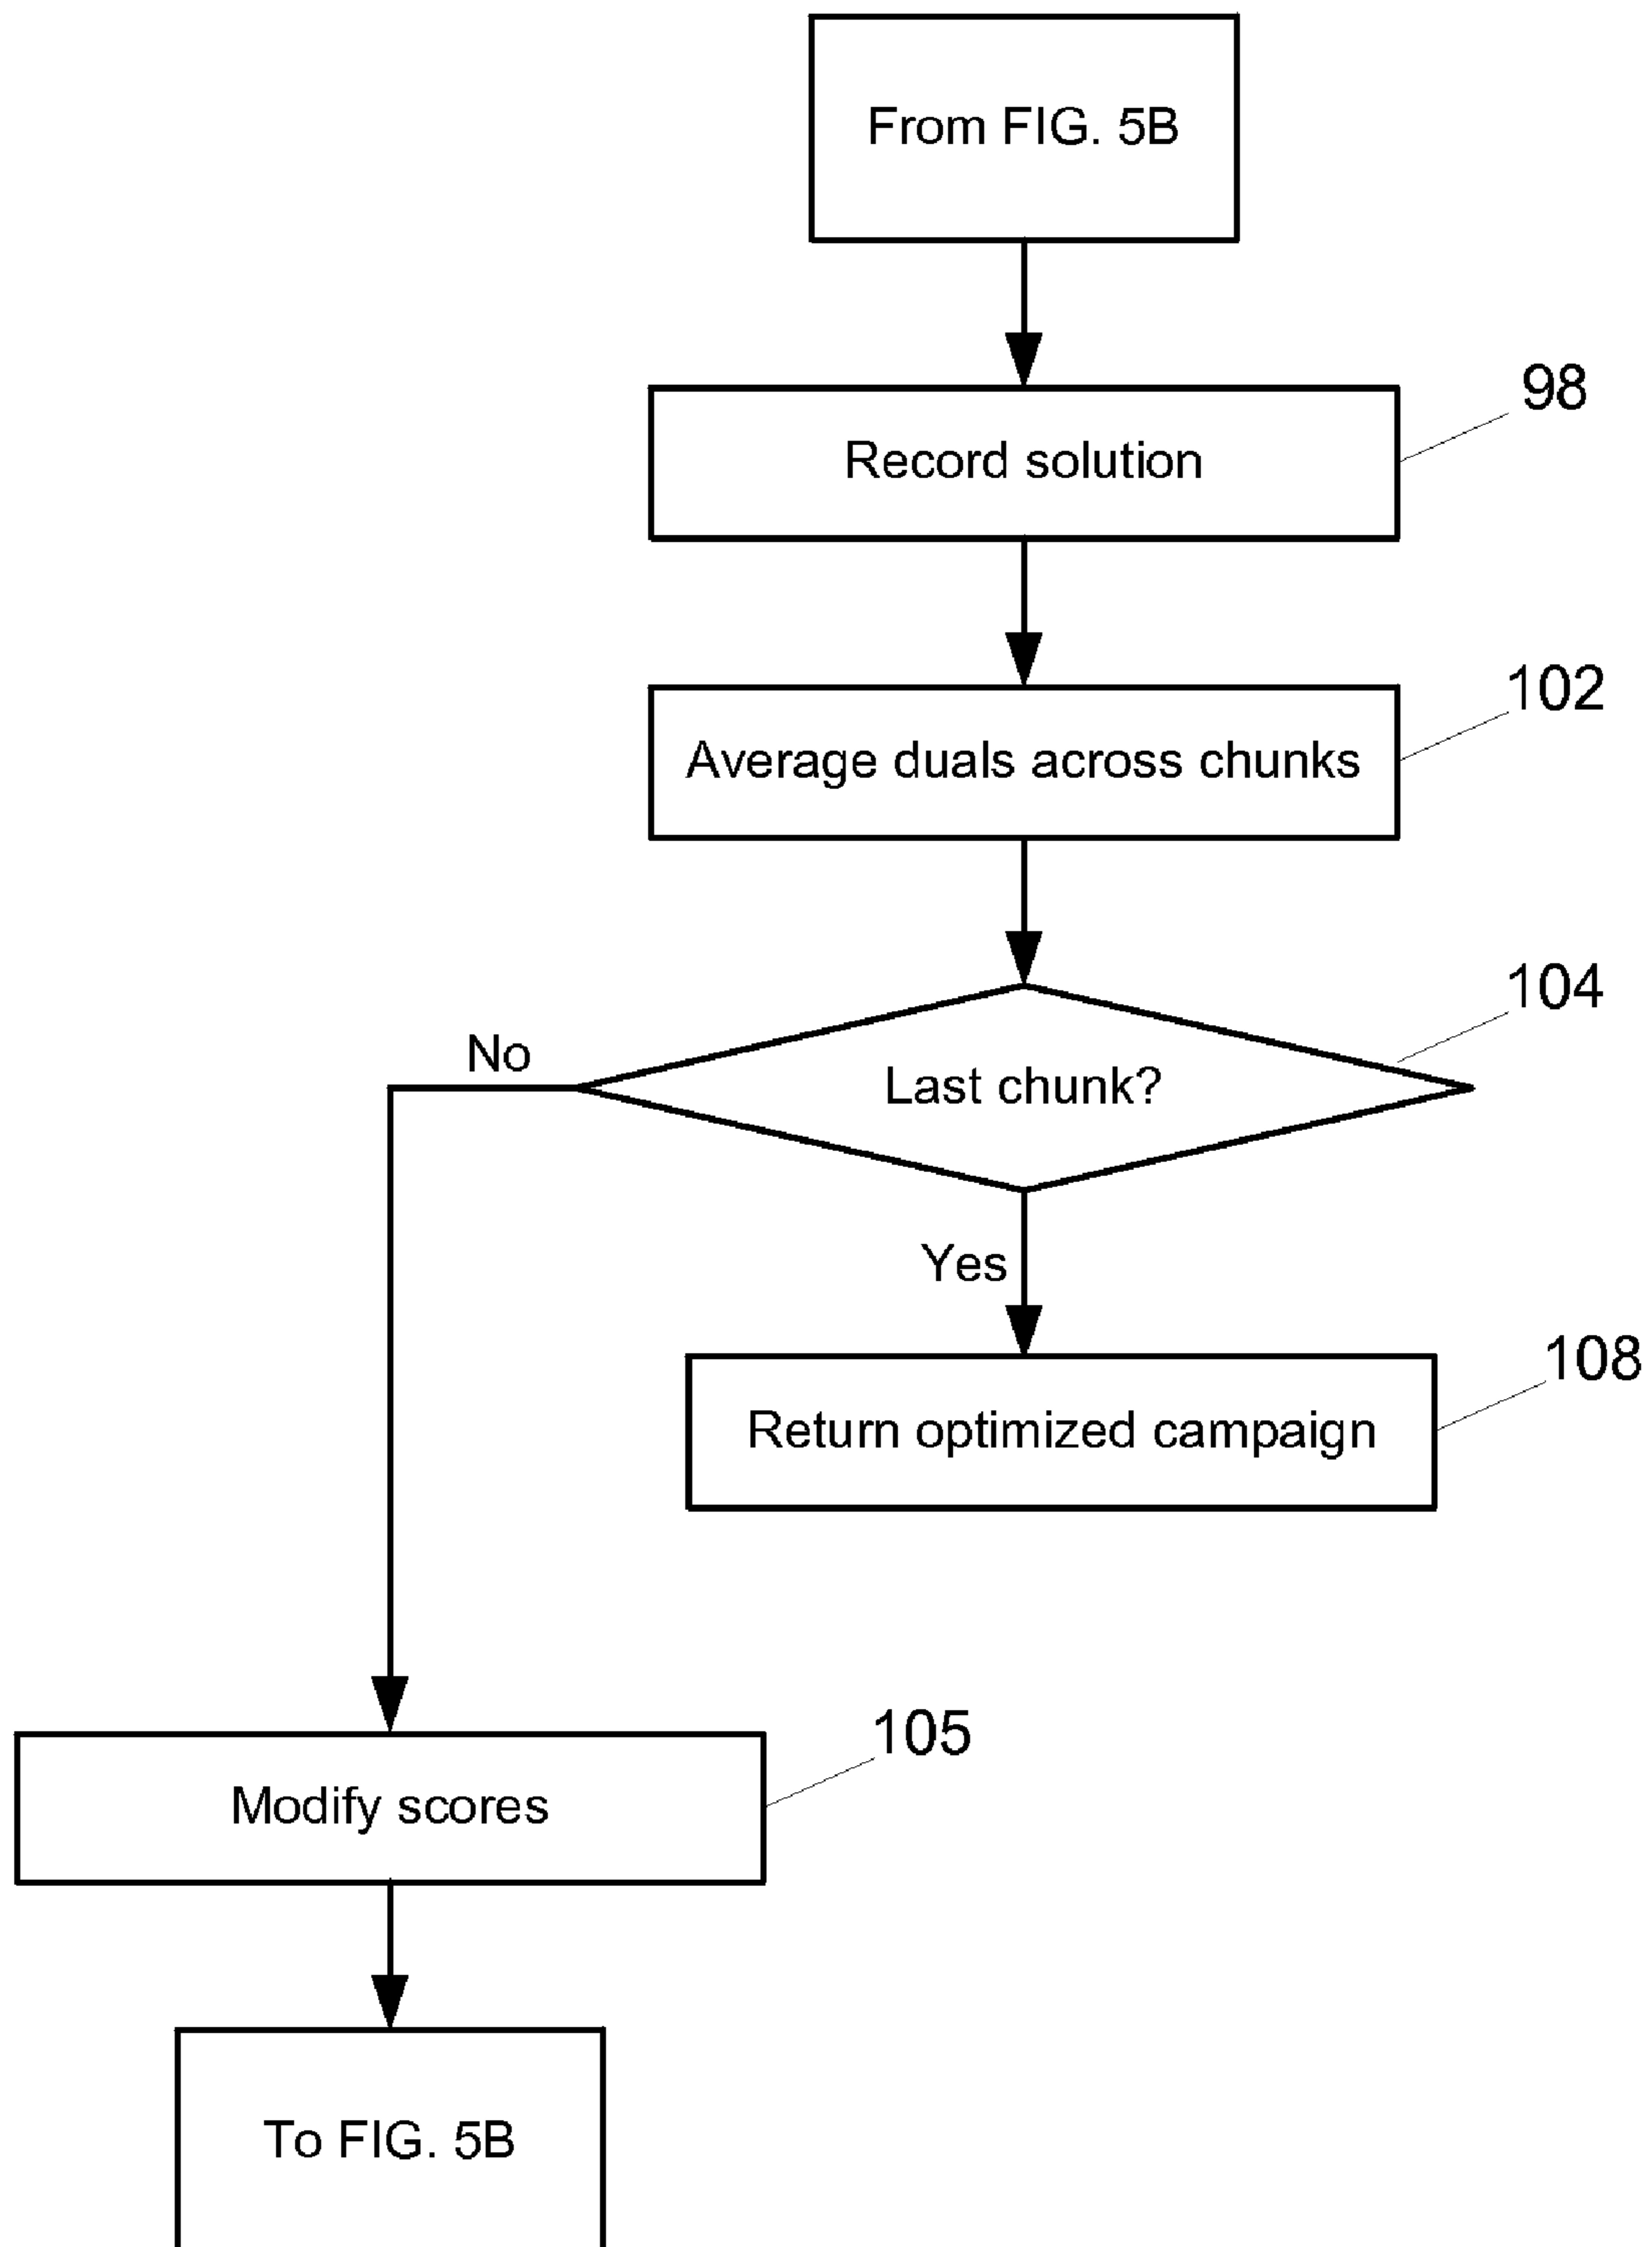 From FIG. 5B
98
Record solution
102
Average duals across chunks
104
No
Last chunk?
Yes
108
Return optimized campaign
105
Modify scores
To FIG. 5B